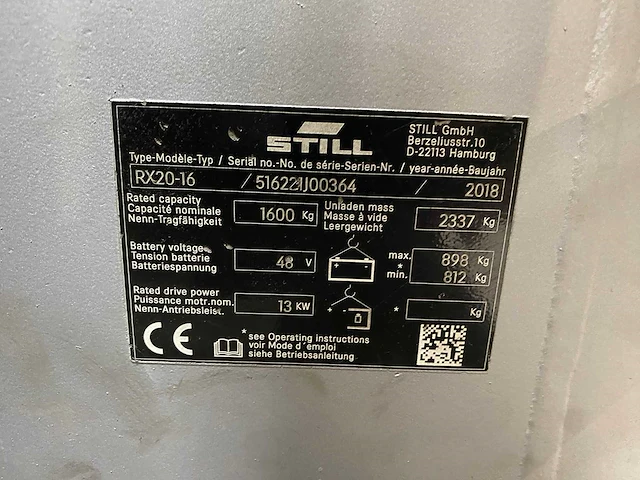 STILL
STILL GmbH
Berzeliusstr.10
D-22113 Hamburg
Type-Modèle-Typ / Serial no.-No. de série-Serien-Nr. / year-année-Baujahr
RX20-16 / 516221J00364 / 2018
Rated capacity
Capacité nominale
Nenn-Tragfähigkeit
1600 Kg
Unladen mass
Masse à vide
Leergewicht
2337 Kg
Battery voltage
Tension batterie
Batteriespannung
48 V
max. 898 Kg
*
min. 812 Kg
Rated drive power
Puissance motr.nom.
Nenn-Antriebsleist.
13 KW
* Kg
CE
* see Operating instructions
voir Mode d´emploi
siehe Betriebsanleitung